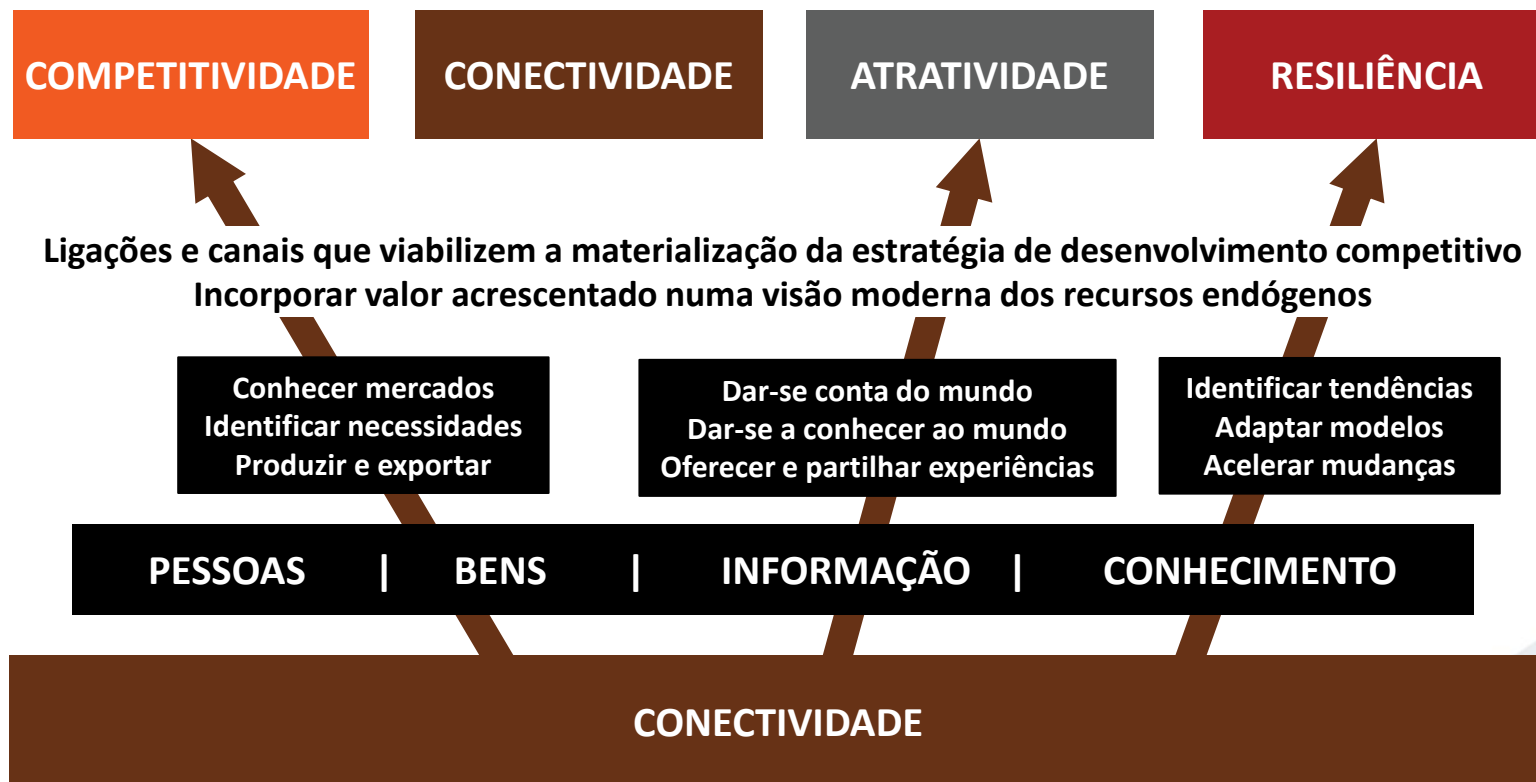 COMPETITIVIDADE
CONECTIVIDADE
ATRATIVIDADE
RESILIÊNCIA
Ligações e canais que viabilizem a materialização da estratégia de desenvolvimento competitivo
Incorporar valor acrescentado numa visão moderna dos recursos endógenos
Conhecer mercados
Identificar necessidades
Produzir e exportar
Dar-se conta do mundo
Dar-se a conhecer ao mundo
Oferecer e partilhar experiências
Identificar tendências
Adaptar modelos
Acelerar mudanças
PESSOAS | BENS | INFORMAÇÃO | CONHECIMENTO
CONECTIVIDADE